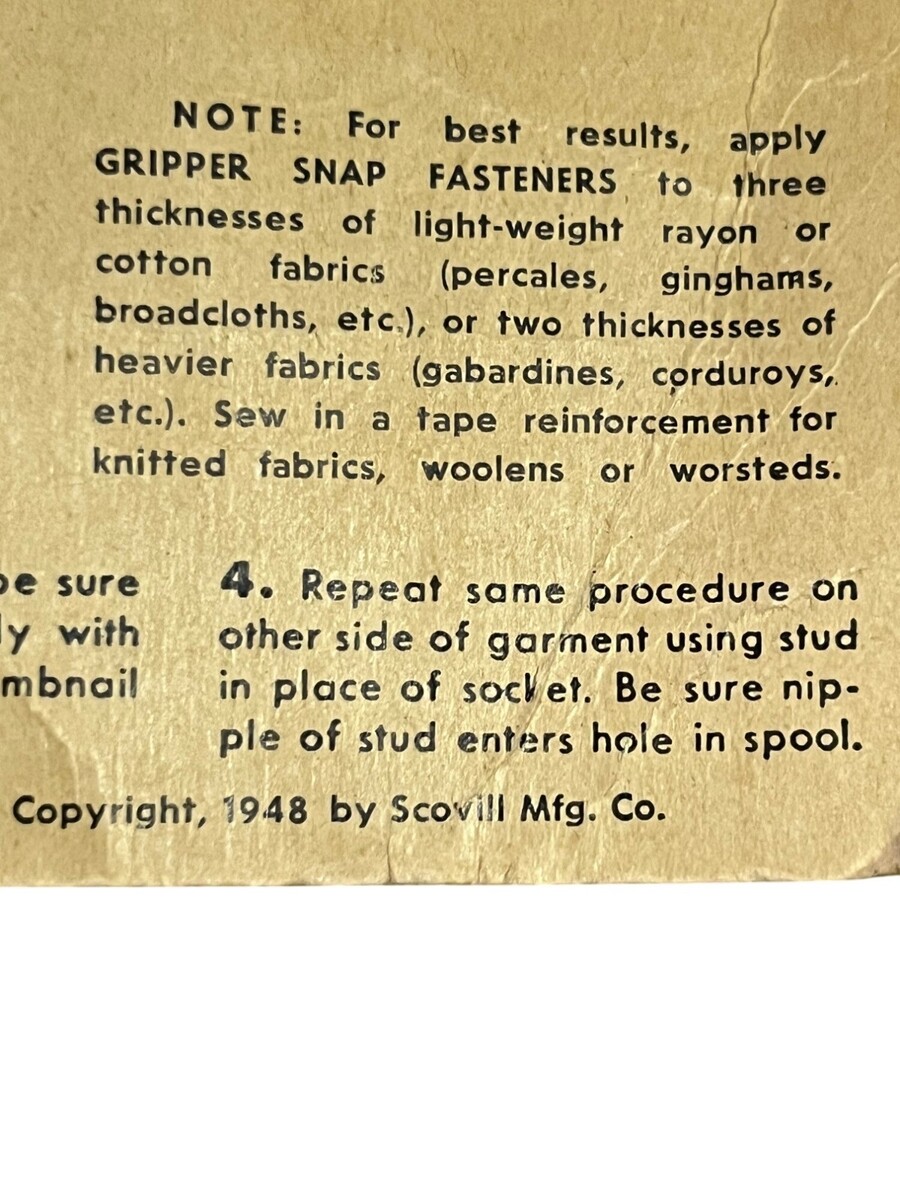 NOTE: For best results, apply
GRIPPER SNAP FASTENERS to three
thicknesses of light-weight rayon or
cotton fabrics (percales, ginghams,
broadcloths, etc.), or two thicknesses of
heavier fabrics (gabardines, corduroys,
etc.). Sew in a tape reinforcement for
knitted fabrics, woolens or worsteds.
be sure
ly with
mbnail
4. Repeat same procedure on
other side of garment using stud
in place of socket. Be sure nip-
ple of stud enters hole in spool.
Copyright, 1948 by Scovill Mfg. Co.